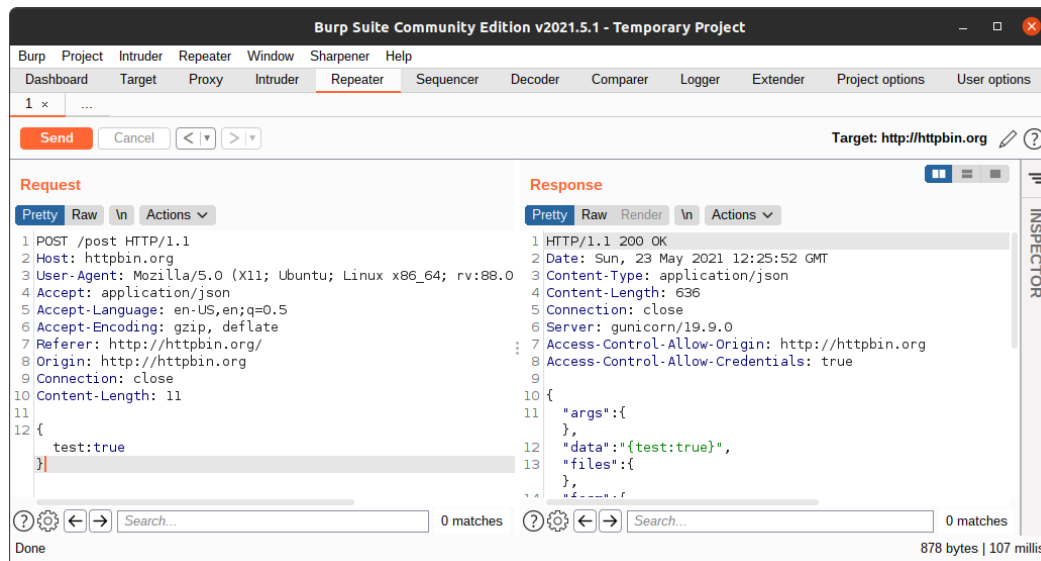 Burp Suite Community Edition v2021.5.1 - Temporary Project
Burp Project Intruder Repeater Window Sharpener Help
Dashboard Target Proxy Intruder Repeater Sequencer Decoder Comparer Logger Extender Project options User options
1 × ...
Send Cancel < >
Target: http://httpbin.org ?
Request
Pretty Raw \n Actions
1 POST /post HTTP/1.1
2 Host: httpbin.org
3 User-Agent: Mozilla/5.0 (X11; Ubuntu; Linux x86_64; rv:88.0
4 Accept: application/json
5 Accept-Language: en-US,en;q=0.5
6 Accept-Encoding: gzip, deflate
7 Referer: http://httpbin.org/
8 Origin: http://httpbin.org
9 Connection: close
10 Content-Length: 11
11
12 {
test:true
}
? Search... 0 matches
Response
Pretty Raw Render \n Actions
1 HTTP/1.1 200 OK
2 Date: Sun, 23 May 2021 12:25:52 GMT
3 Content-Type: application/json
4 Content-Length: 636
5 Connection: close
6 Server: gunicorn/19.9.0
7 Access-Control-Allow-Origin: http://httpbin.org
8 Access-Control-Allow-Credentials: true
9
10 {
11 "args":{
},
12 "data":"{test:true}",
13 "files":{
},
? Search... 0 matches
INSPECTOR
Done
878 bytes | 107 millis